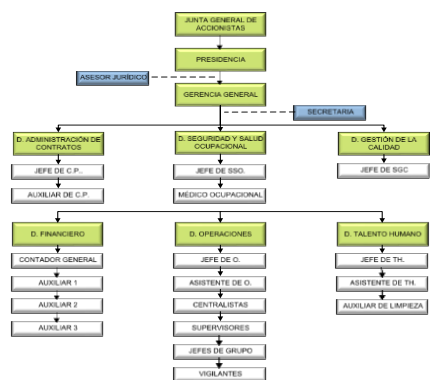 JUNTA GENERAL DE
ACCIONISTAS
PRESIDENCIA
ASESOR JURÍDICO
GERENCIA GENERAL
SECRETARIA
D. ADMINISTRACIÓN DE
CONTRATOS
D. SEGURIDAD Y SALUD
OCUPACIONAL
D. GESTIÓN DE LA
CALIDAD
JEFE DE C.P..
JEFE DE SSO.
JEFE DE SGC
AUXILIAR DE C.P.
MÉDICO OCUPACIONAL
D. FINANCIERO
D. OPERACIONES
D. TALENTO HUMANO
CONTADOR GENERAL
JEFE DE O.
JEFE DE TH.
AUXILIAR 1
ASISTENTE DE O.
ASISTENTE DE TH.
AUXILIAR 2
CENTRALISTAS
AUXILIAR DE LIMPIEZA
AUXILIAR 3
SUPERVISORES
JEFES DE GRUPO
VIGILANTES